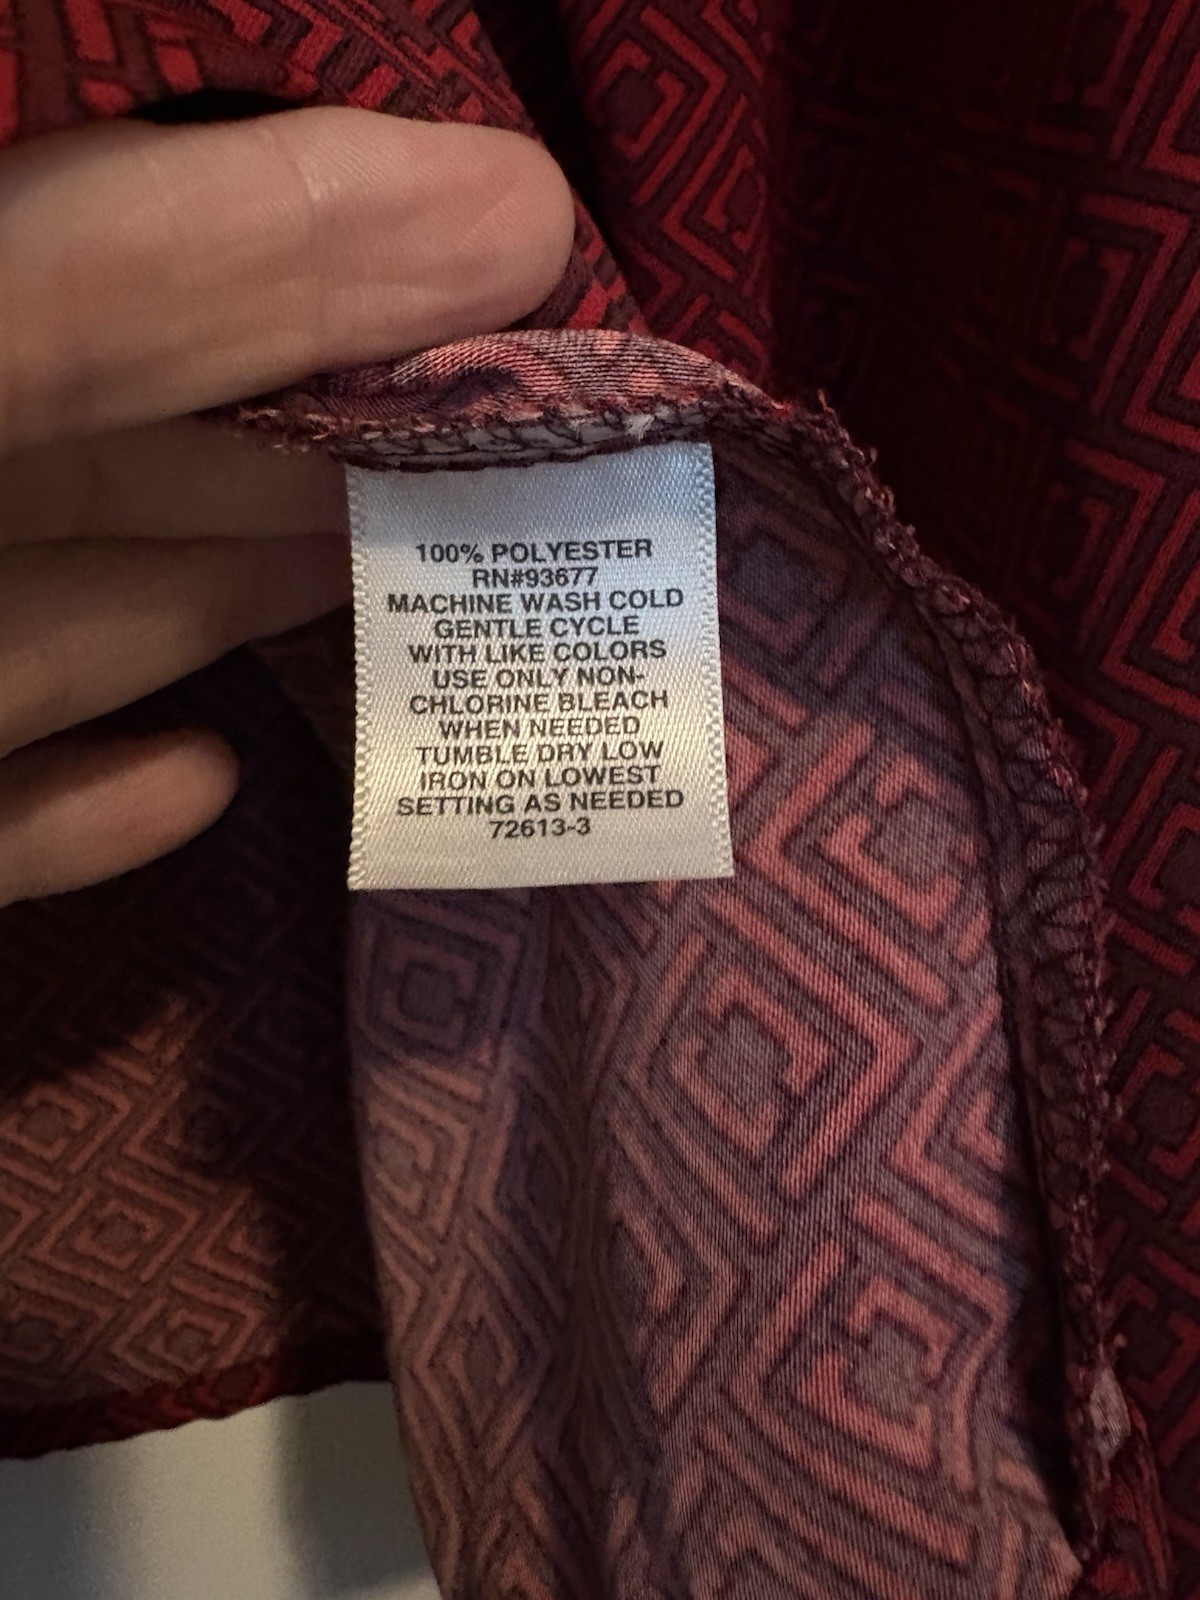 100% POLYESTER
RN#93677
MACHINE WASH COLD
GENTLE CYCLE
WITH LIKE COLORS
USE ONLY NON-
CHLORINE BLEACH
WHEN NEEDED
TUMBLE DRY LOW
IRON ON LOWEST
SETTING AS NEEDED
72613-3